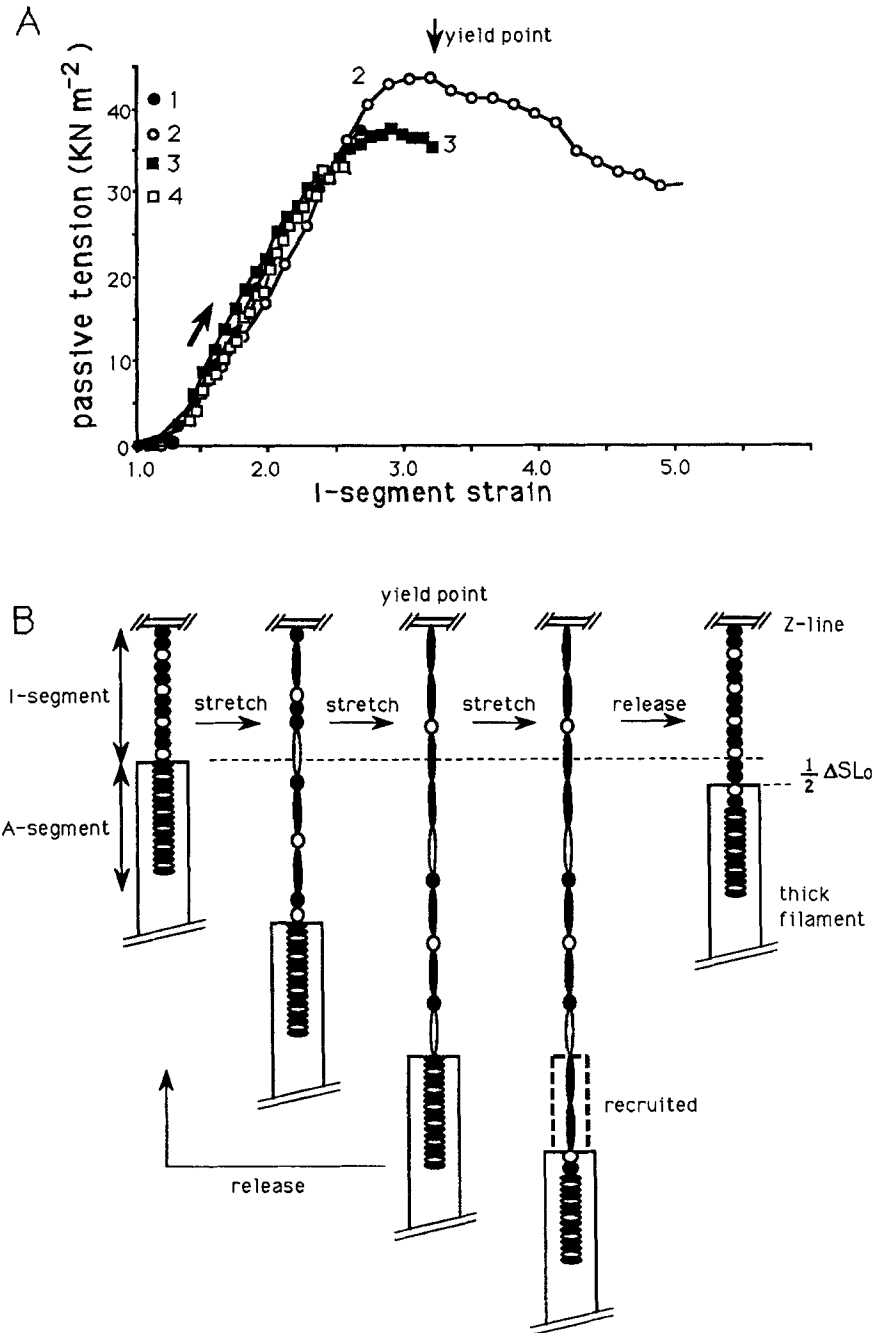 A
yield point
passive tension (KN m⁻²)
40
30
20
10
0
1
2
3
4
2
3
1.0
2.0
3.0
4.0
5.0
I-segment strain
B
yield point
Z-line
I-segment
stretch
stretch
stretch
release
½ ΔSLo
A-segment
thick
filament
recruited
release